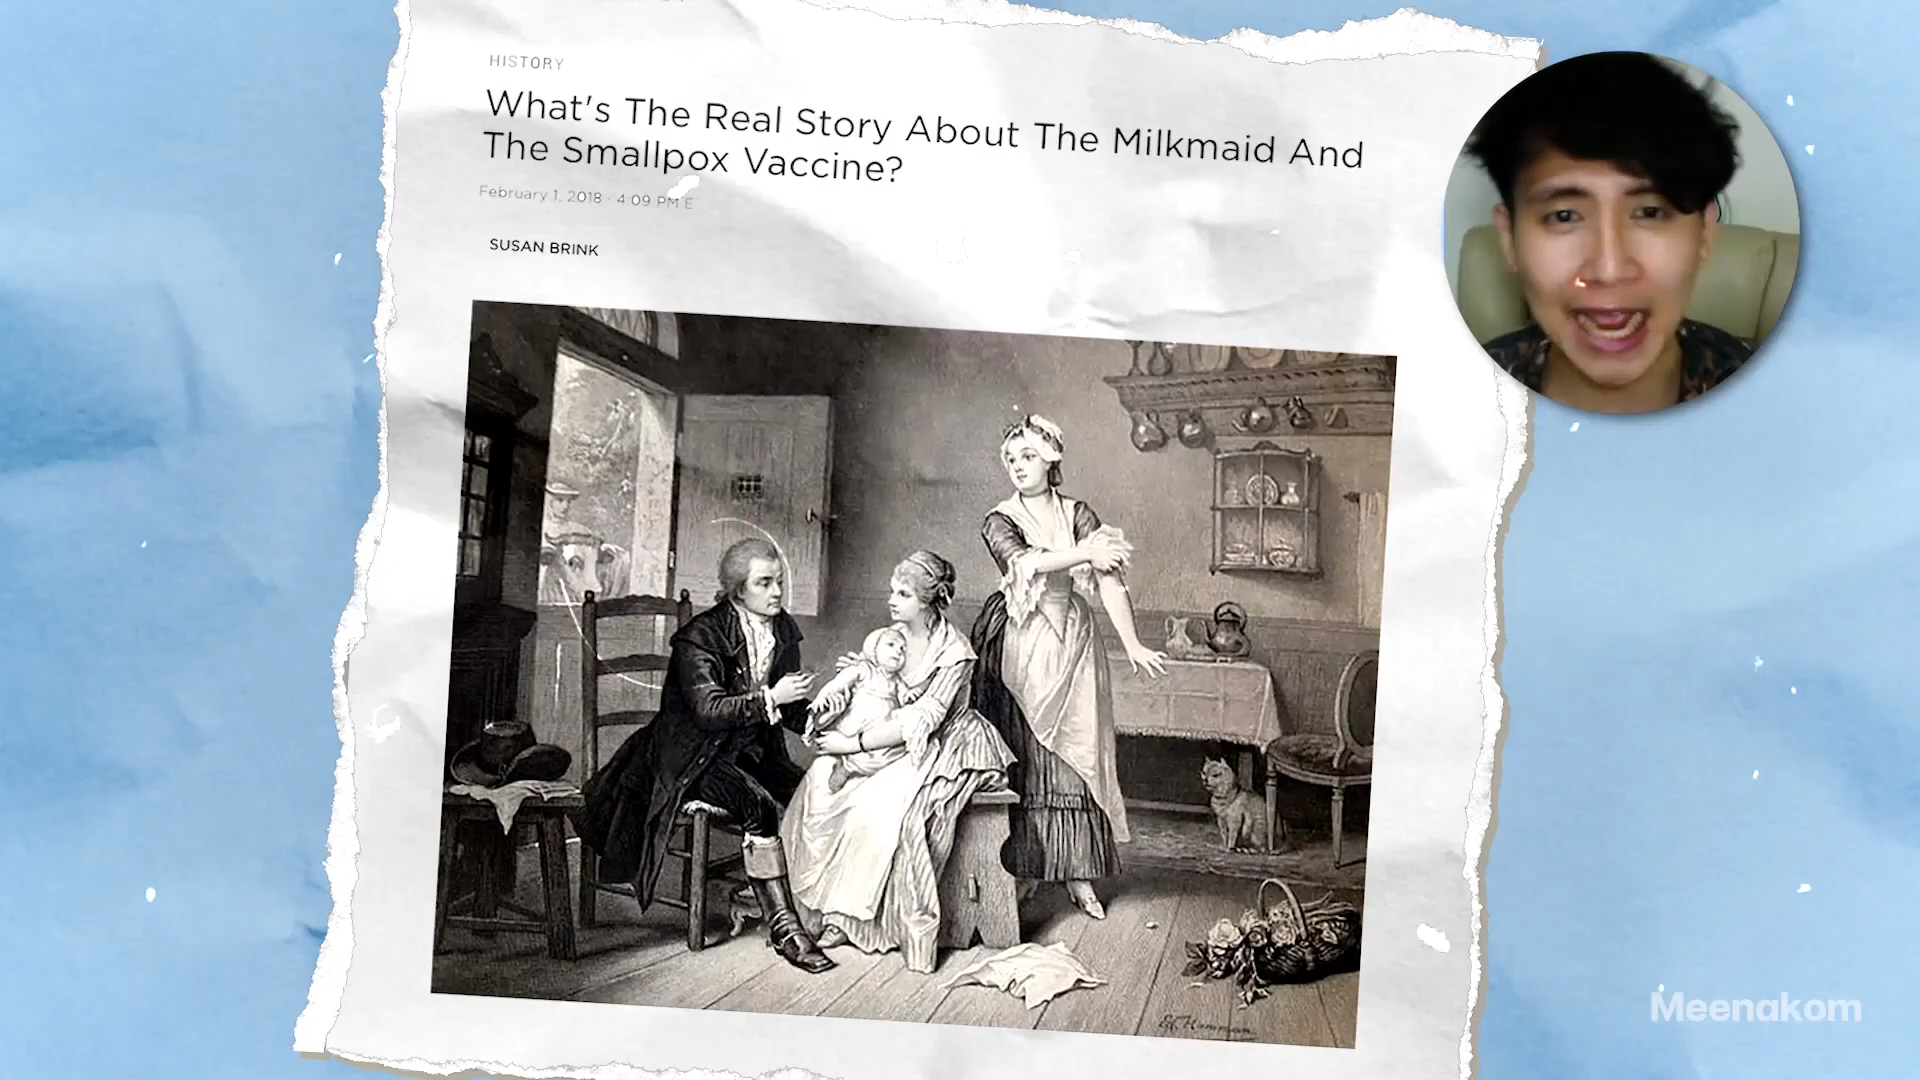 HISTORY
What's The Real Story About The Milkmaid And
The Smallpox Vaccine?
February 1, 2018 · 4:09 PM E
SUSAN BRINK
Meenakom